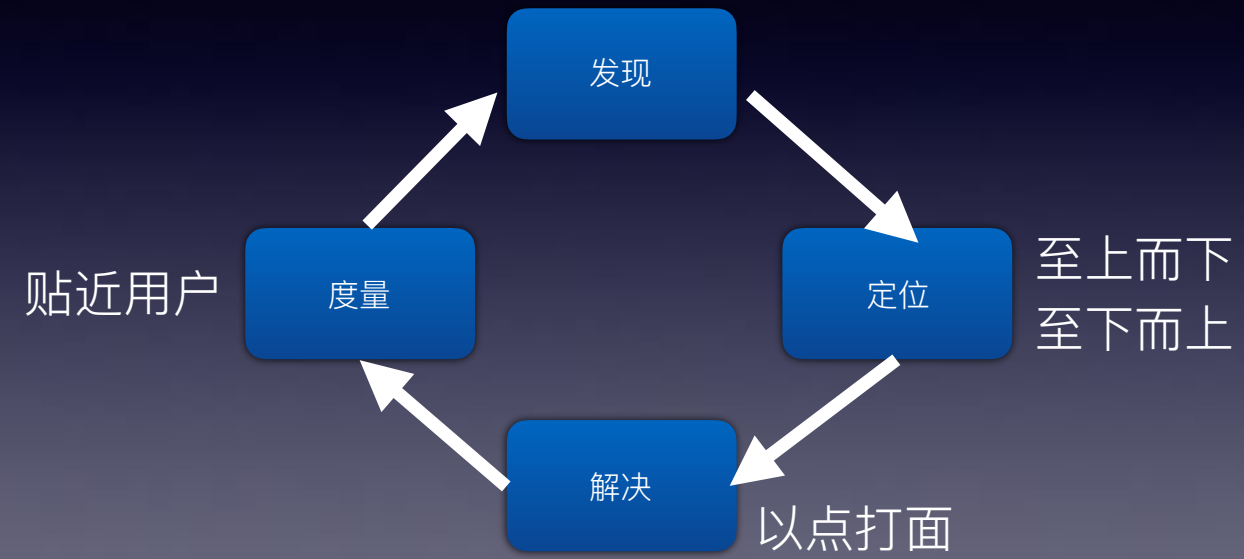 发现
贴近用户
度量
定位
至上而下
至下而上
解决
以点打面